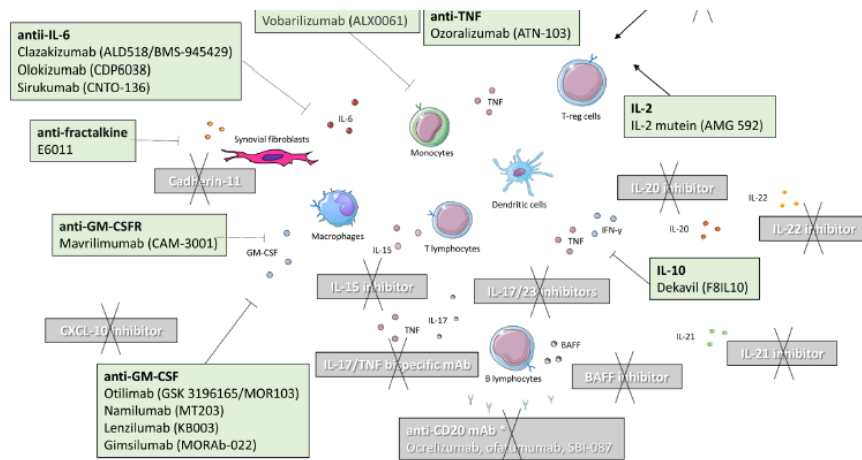 antii-IL-6
Clazakizumab (ALD518/BMS-945429)
Olokizumab (CDP6038)
Sirukumab (CNTO-136)
Vobarilizumab (ALX0061)
anti-TNF
Ozoralizumab (ATN-103)
TNF
T-reg cells
IL-2
IL-2 mutein (AMG 592)
IL-6
Monocytes
anti-fractalkine
E6011
Synovial fibroblasts
Cadherin-11
Dendritic cells
IL-20 inhibitor
IL-22
IL-20
IL-22 inhibitor
anti-GM-CSFR
Mavrilimumab (CAM-3001)
GM-CSF
Macrophages
IL-15
T lymphocytes
TNF
IFN-γ
IL-10
Dekavil (F8IL10)
IL-15 inhibitor
IL-17/23 inhibitors
CXCL-10 inhibitor
TNF
IL-17
BAFF
IL-21
IL-21 inhibitor
IL-17/TNF bispecific mAb
B lymphocytes
BAFF inhibitor
anti-GM-CSF
Otilimab (GSK 3196165/MOR103)
Namilumab (MT203)
Lenzilumab (KB003)
Gimsilumab (MORAb-022)
anti-CD20 mAb *
Ocrelizumab, ofatumumab, SBI-087